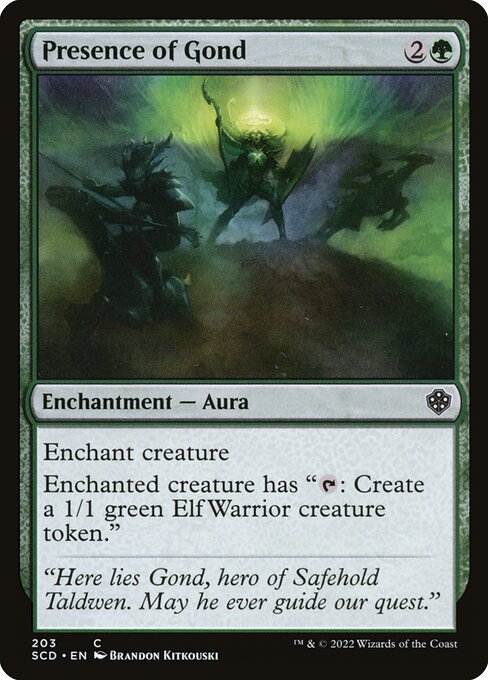 Presence of Gond 2
Enchantment — Aura
Enchant creature
Enchanted creature has “: Create
a 1/1 green Elf Warrior creature
token.”
“Here lies Gond, hero of Safehold
Taldwen. May he ever guide our quest.”
203 C
SCD • EN Brandon Kitkouski
™ & © 2022 Wizards of the Coast